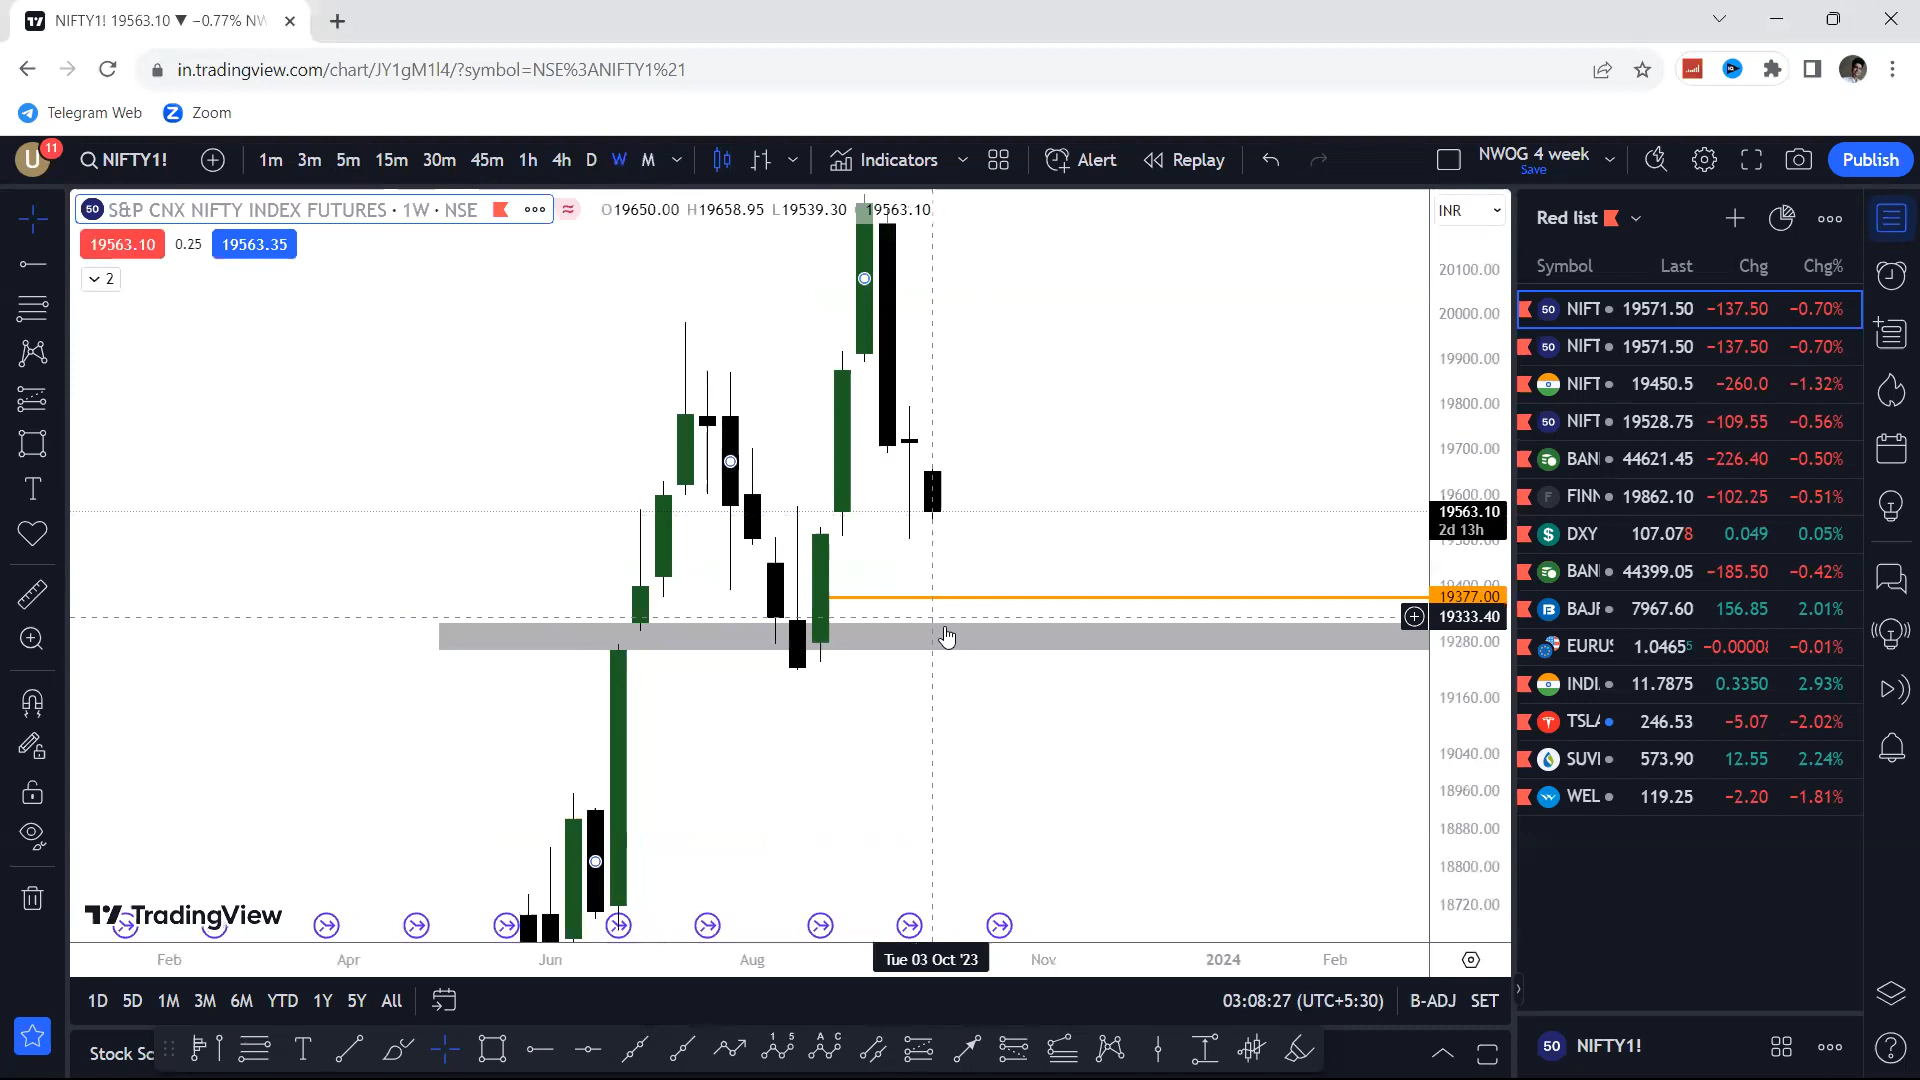 NIFTY1! 19563.10 ▼ −0.77% NW
in.tradingview.com/chart/JY1gM1l4/?symbol=NSE%3ANIFTY1%21
Telegram Web Zoom
U 11 NIFTY1! 1m 3m 5m 15m 30m 45m 1h 4h D W M Indicators Alert Replay NWOG 4 week Save Publish
50 S&P CNX NIFTY INDEX FUTURES · 1W · NSE O19650.00 H19658.95 L19539.30 19563.10 INR
19563.10 0.25 19563.35
2
20100.00
20000.00
19900.00
19800.00
19700.00
19600.00
19563.10
2d 13h
19377.00
19333.40
19280.00
19160.00
19040.00
18960.00
18880.00
18800.00
18720.00
TradingView
Feb Apr Jun Aug Tue 03 Oct '23 Nov 2024 Feb
1D 5D 1M 3M 6M YTD 1Y 5Y All 03:08:27 (UTC+5:30) B-ADJ SET
Stock Sc
Red list
Symbol Last Chg Chg%
50 NIFT 19571.50 −137.50 −0.70%
50 NIFT 19571.50 −137.50 −0.70%
NIFT 19450.5 −260.0 −1.32%
50 NIFT 19528.75 −109.55 −0.56%
BAN 44621.45 −226.40 −0.50%
F FINN 19862.10 −102.25 −0.51%
DXY 107.078 0.049 0.05%
BAN 44399.05 −185.50 −0.42%
BAJF 7967.60 156.85 2.01%
EURUS 1.04655 −0.00008 −0.01%
INDI 11.7875 0.3350 2.93%
TSLA 246.53 −5.07 −2.02%
SUVI 573.90 12.55 2.24%
WEL 119.25 −2.20 −1.81%
50 NIFTY1!